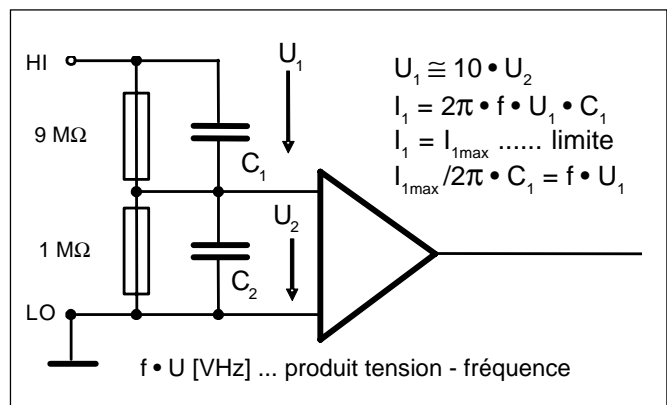 HI
9 MΩ
1 MΩ
LO
C₁
C₂
U₁
U₂
U₁ ≅ 10 • U₂
I₁ = 2π • f • U₁ • C₁
I₁ = I₁ₘₐₓ ...... limite
I₁ₘₐₓ/2π • C₁ = f • U₁
f • U [VHz] ... produit tension - fréquence